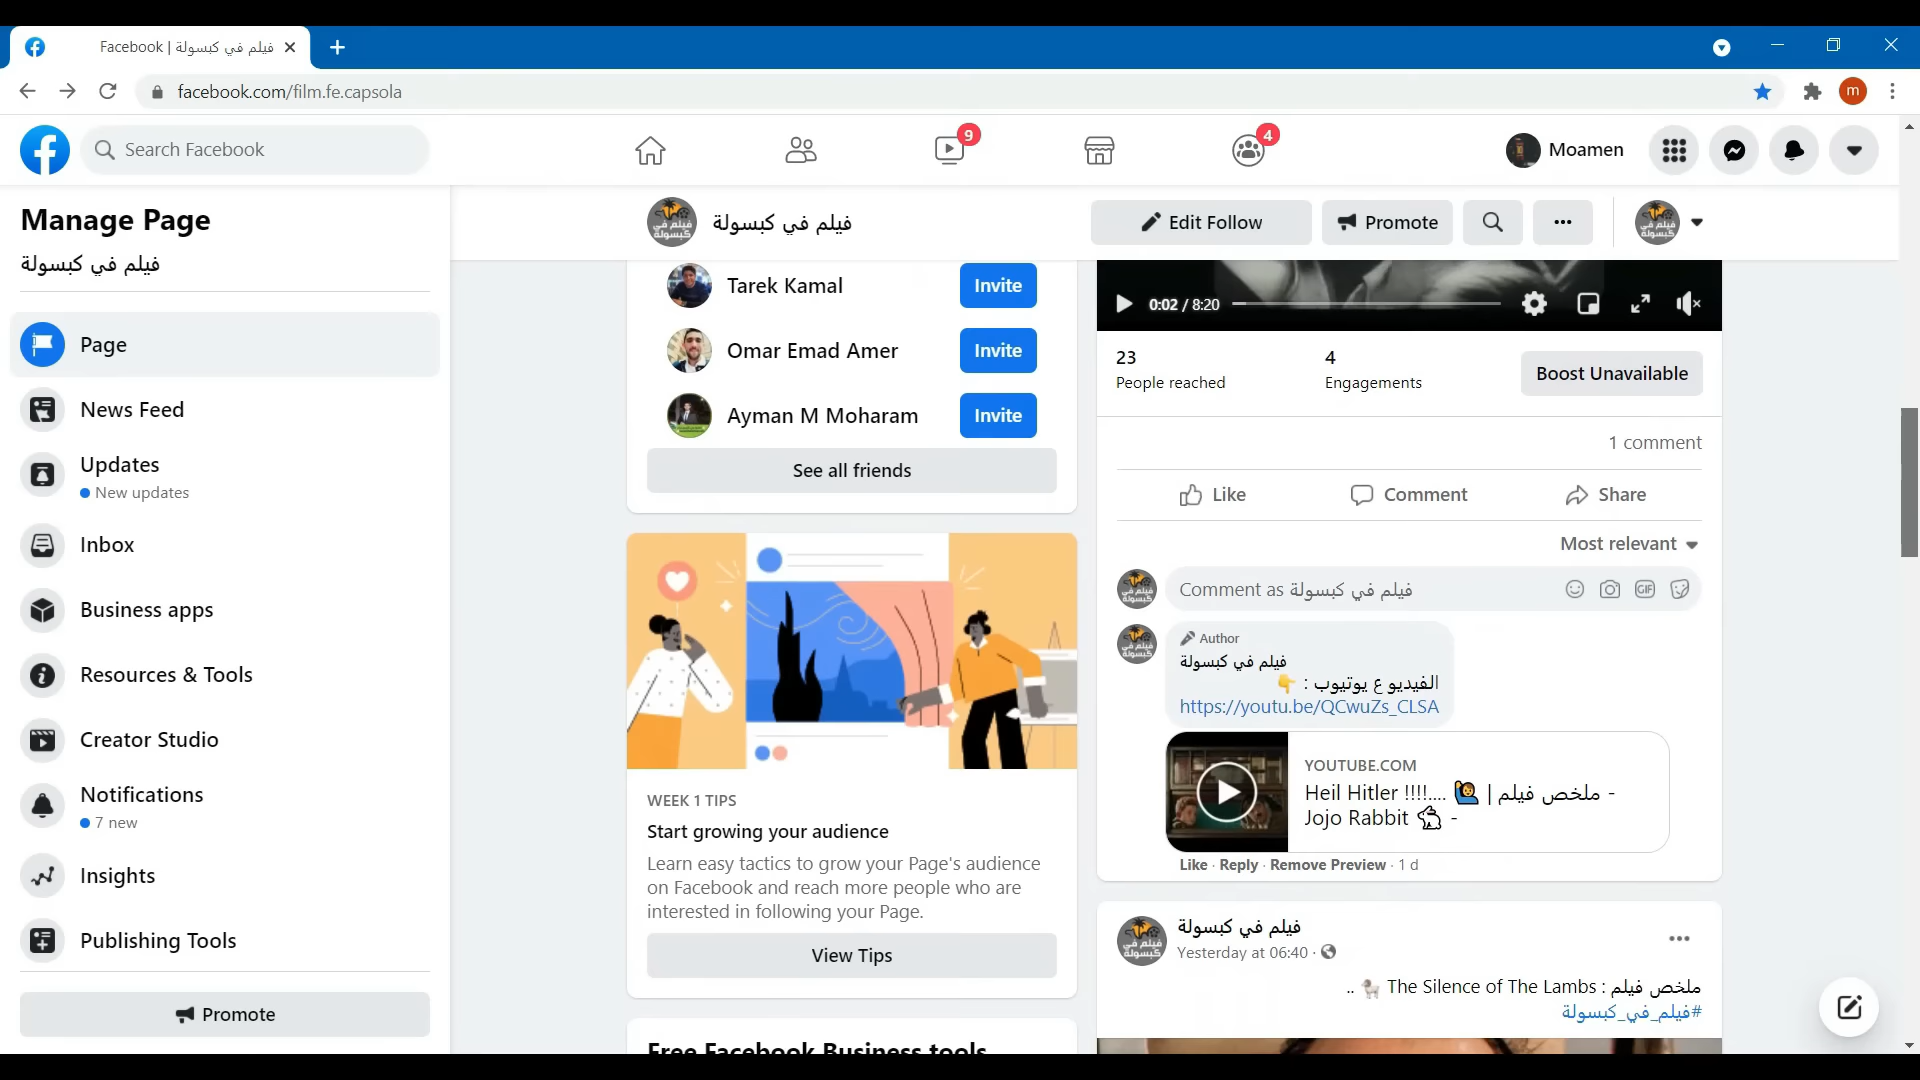 Facebook | فيلم في كبسولة
facebook.com/film.fe.capsola
m
Search Facebook
9
4
Moamen
Manage Page
فيلم في كبسولة
Page
News Feed
Updates
New updates
Inbox
Business apps
Resources & Tools
Creator Studio
Notifications
7 new
Insights
Publishing Tools
Promote
فيلم في كبسولة
Edit Follow
Promote
Tarek Kamal
Invite
Omar Emad Amer
Invite
Ayman M Moharam
Invite
See all friends
WEEK 1 TIPS
Start growing your audience
Learn easy tactics to grow your Page's audience
on Facebook and reach more people who are
interested in following your Page.
View Tips
Free Facebook Business tools
0:02 / 8:20
23
People reached
4
Engagements
Boost Unavailable
1 comment
Like
Comment
Share
Most relevant
Comment as فيلم في كبسولة
GIF
Author
فيلم في كبسولة
الفيديو ع يوتيوب : 👇
https://youtu.be/QCwuZs_CLSA
YOUTUBE.COM
Heil Hitler !!!!.... 🙋 | ملخص فيلم -
Jojo Rabbit 🐇 -
Like · Reply · Remove Preview · 1 d
فيلم في كبسولة
Yesterday at 06:40
ملخص فيلم : The Silence of The Lambs 🐑 ..
#فيلم_في_كبسولة